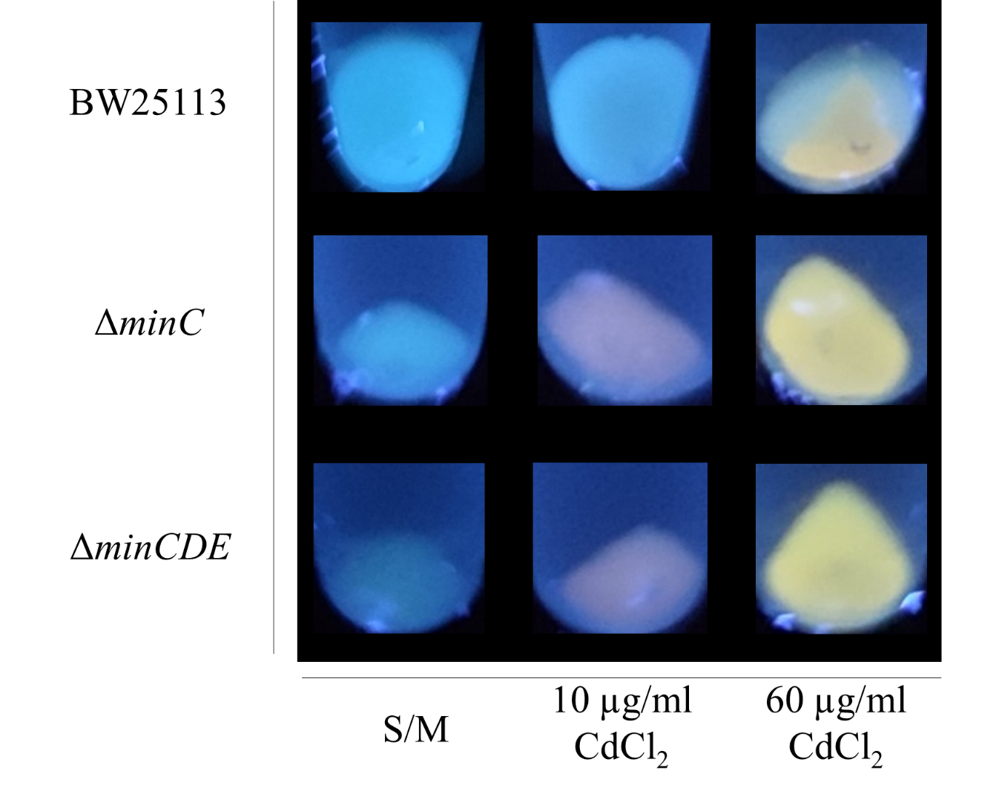 BW25113
ΔminC
ΔminCDE
S/M
10 µg/ml
CdCl₂
60 µg/ml
CdCl₂